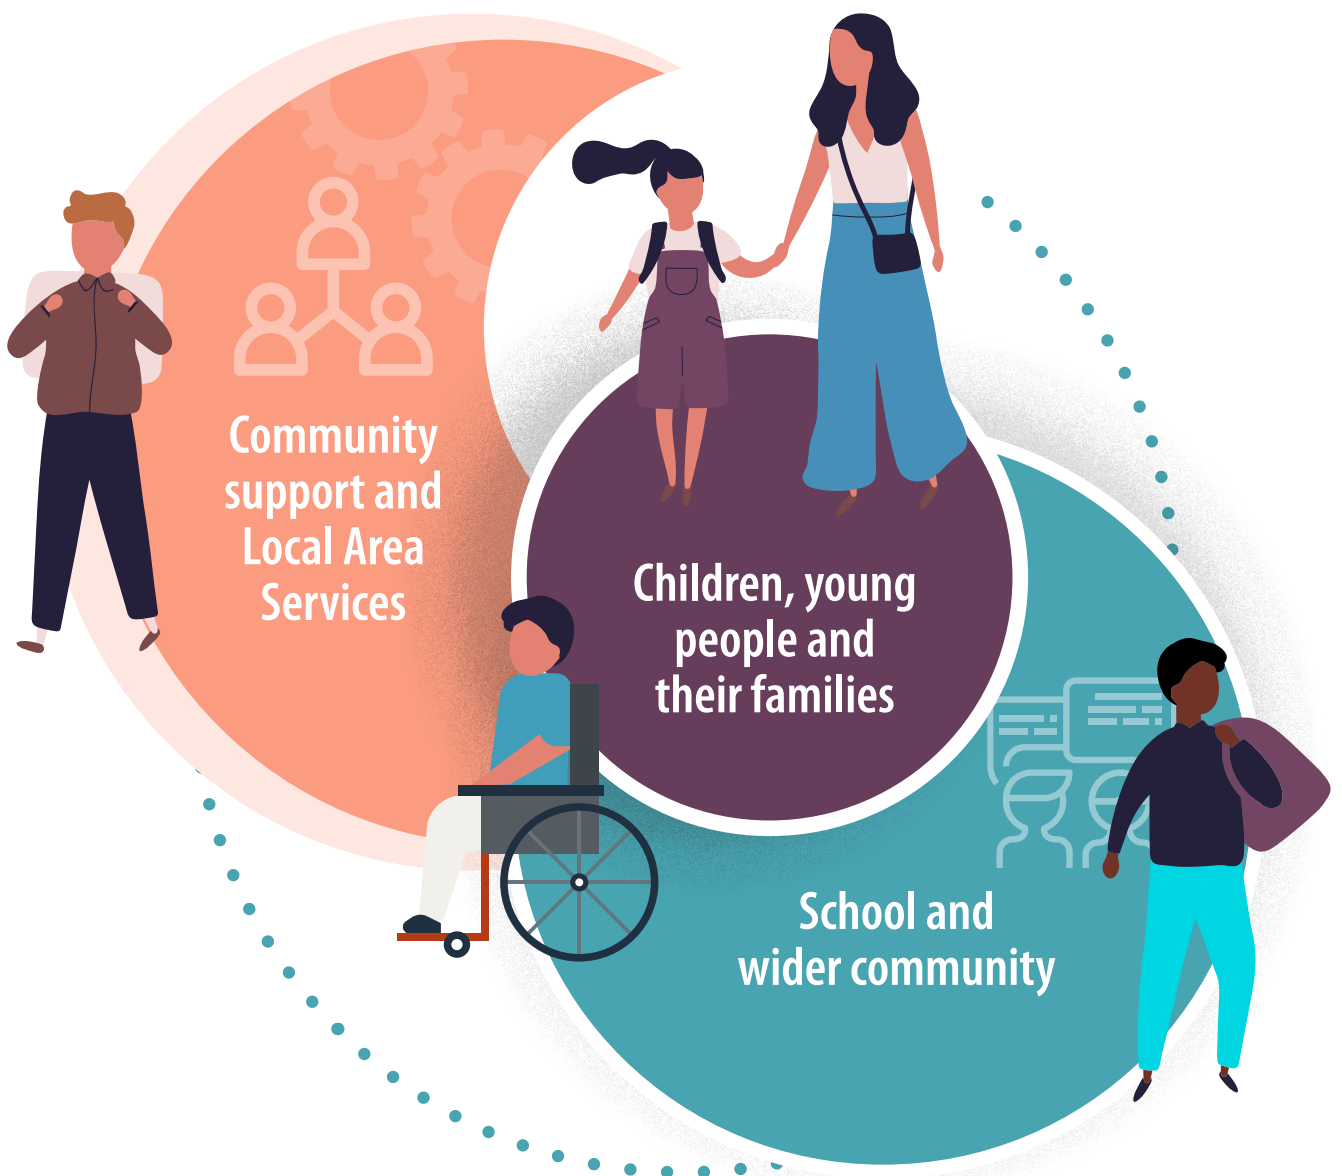 Community
support and
Local Area
Services
Children, young
people and
their families
School and
wider community